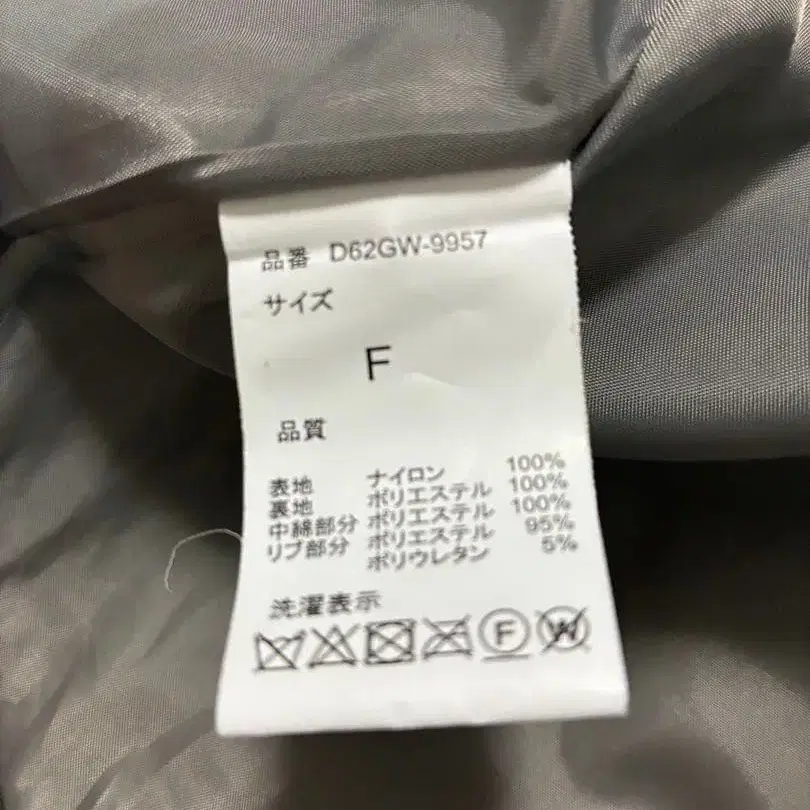 品番 D62GW-9957
サイズ
F
品質
表地 ナイロン 100%
裏地 ポリエステル 100%
中綿部分 ポリエステル 100%
リブ部分 ポリエステル 95%
ポリウレタン 5%
洗濯表示
F W